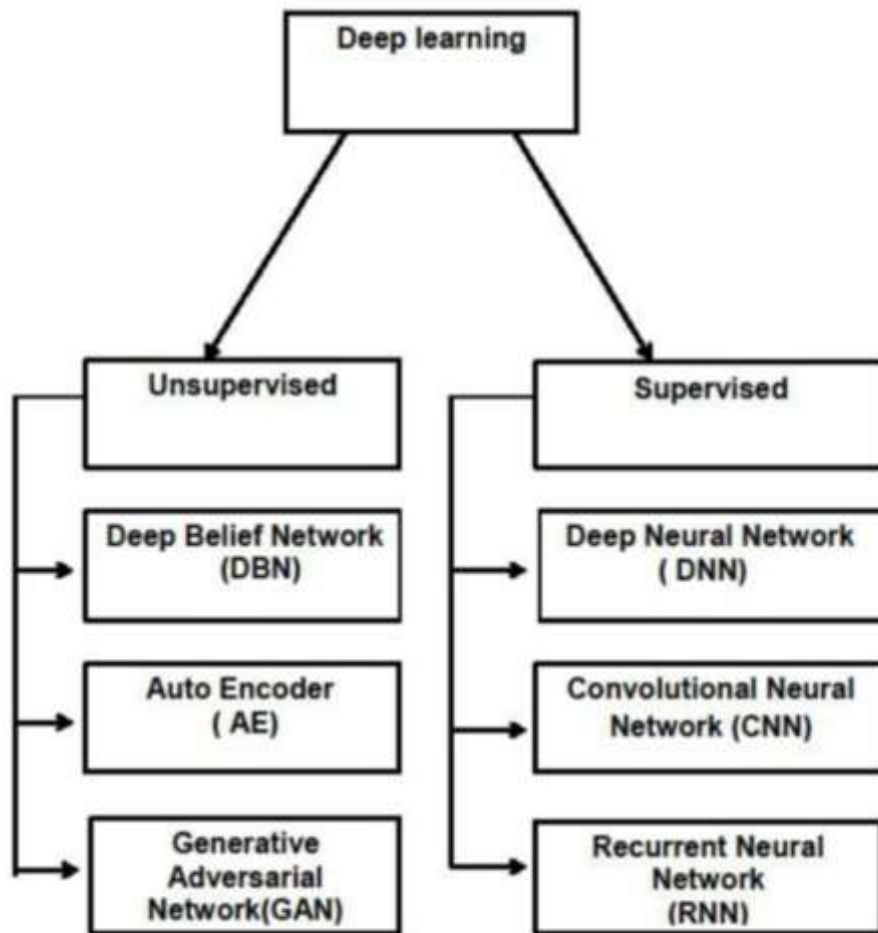 Deep learning
Unsupervised
Deep Belief Network
(DBN)
Auto Encoder
( AE)
Generative
Adversarial
Network(GAN)
Supervised
Deep Neural Network
( DNN)
Convolutional Neural
Network (CNN)
Recurrent Neural
Network
(RNN)